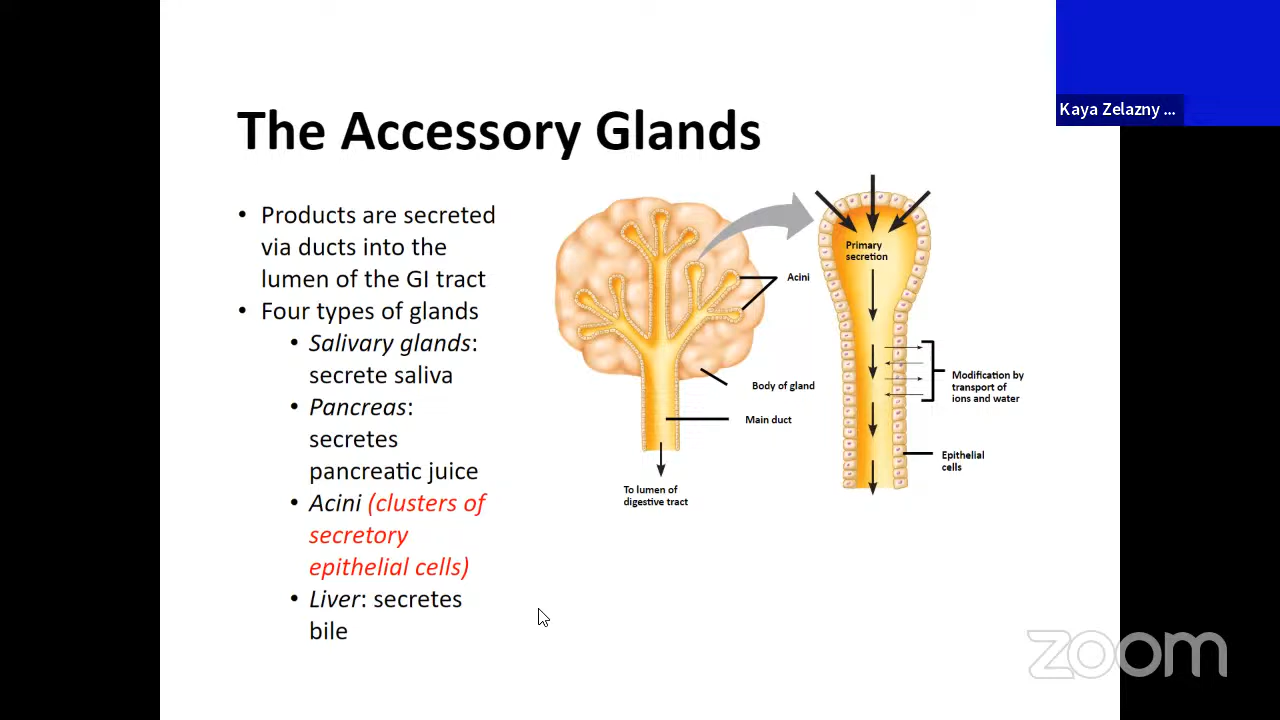 The Accessory Glands
• Products are secreted
via ducts into the
lumen of the GI tract
• Four types of glands
• Salivary glands:
secrete saliva
• Pancreas:
secretes
pancreatic juice
• Acini (clusters of
secretory
epithelial cells)
• Liver: secretes
bile
Acini
Body of gland
Main duct
To lumen of
digestive tract
Primary
secretion
Modification by
transport of
ions and water
Epithelial
cells
Kaya Zelazny ...
zoom